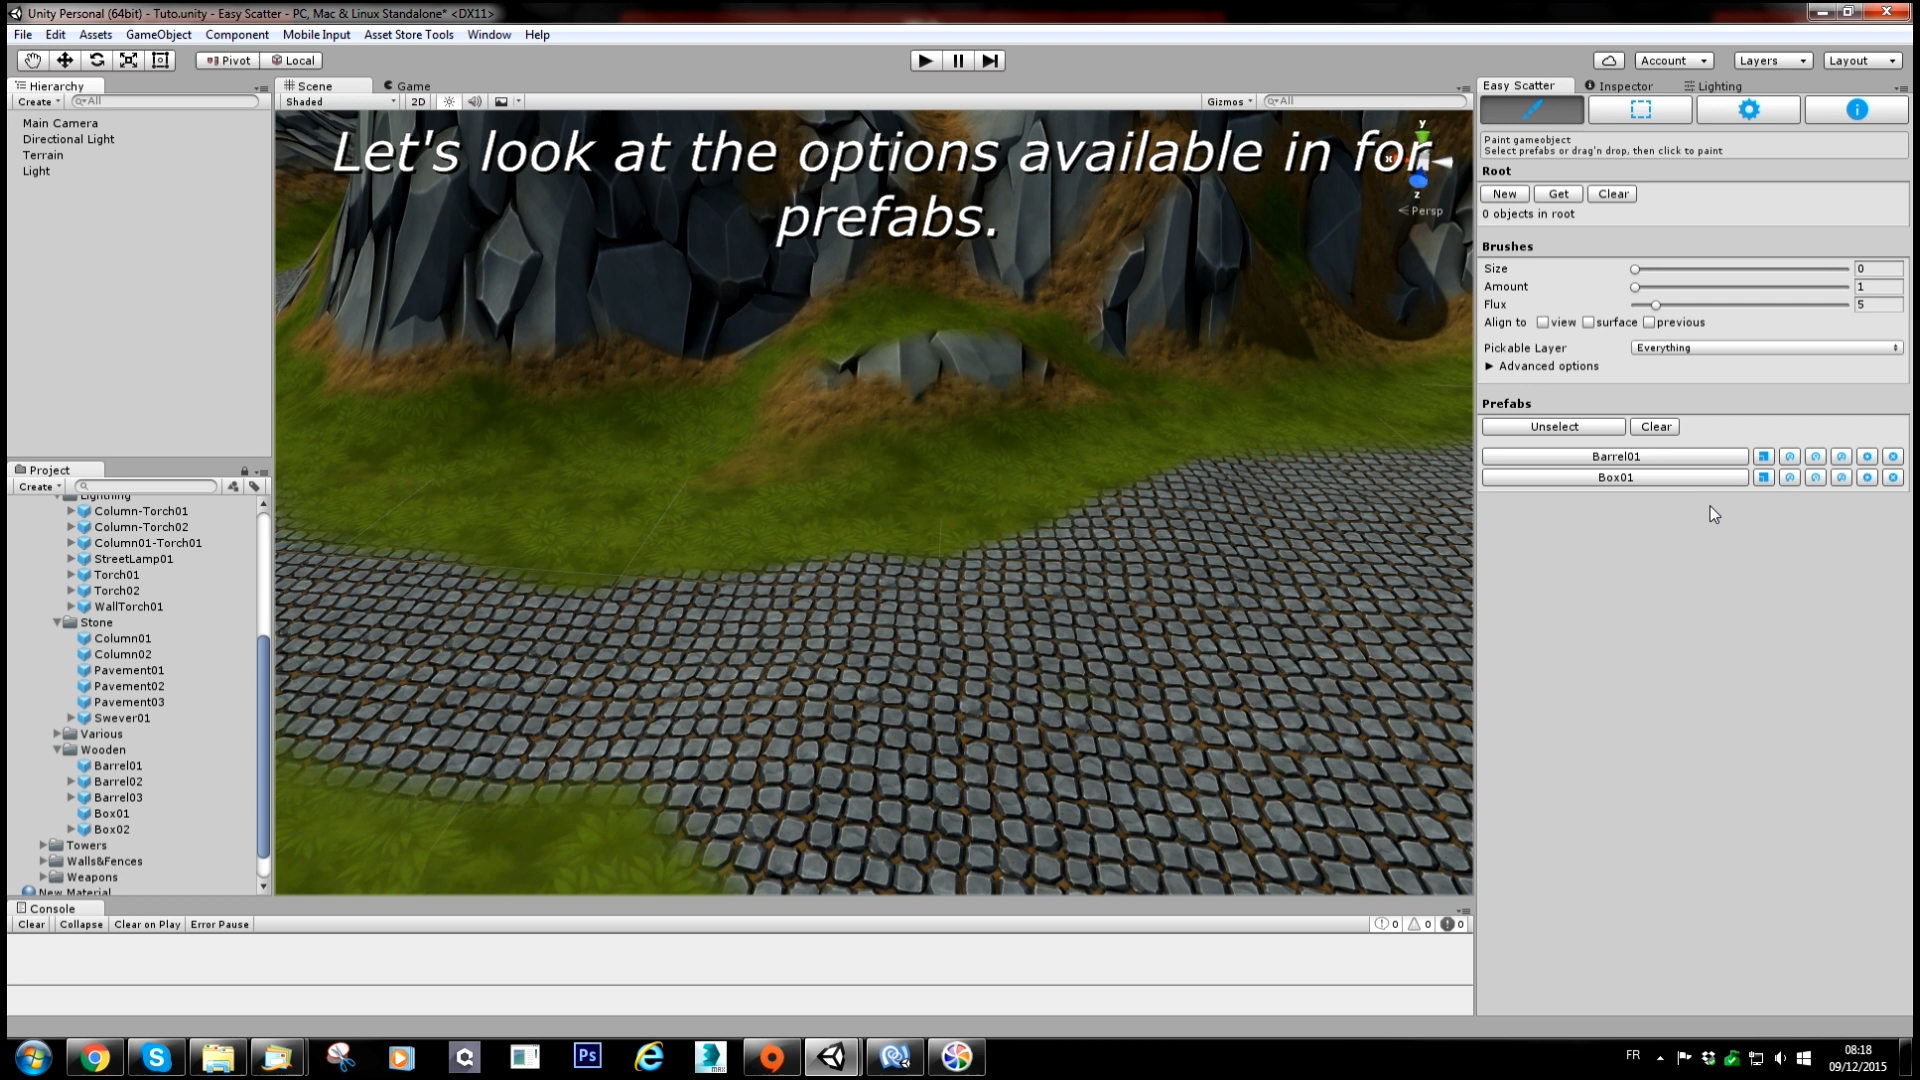 Unity Personal (64bit) - Tuto.unity - Easy Scatter - PC, Mac & Linux Standalone* <DX11>
File Edit Assets GameObject Component Mobile Input Asset Store Tools Window Help
Pivot Local Account Layers Layout
Hierarchy
Create All
Main Camera
Directional Light
Terrain
Light
Scene Game
Shaded 2D Gizmos All
Let's look at the options available in for
prefabs.
y
x
z
Persp
Project
Create
Lightning
Column-Torch01
Column-Torch02
Column01-Torch01
StreetLamp01
Torch01
Torch02
WallTorch01
Stone
Column01
Column02
Pavement01
Pavement02
Pavement03
Swever01
Various
Wooden
Barrel01
Barrel02
Barrel03
Box01
Box02
Towers
Walls&Fences
Weapons
New Material
Console
Clear Collapse Clear on Play Error Pause 0 0 0
Easy Scatter Inspector Lighting
Paint gameobject
Select prefabs or drag'n drop, then click to paint
Root
New Get Clear
0 objects in root
Brushes
Size 0
Amount 1
Flux 5
Align to view surface previous
Pickable Layer Everything
Advanced options
Prefabs
Unselect Clear
Barrel01
Box01
Ps
MAX
FR
08:18
09/12/2015